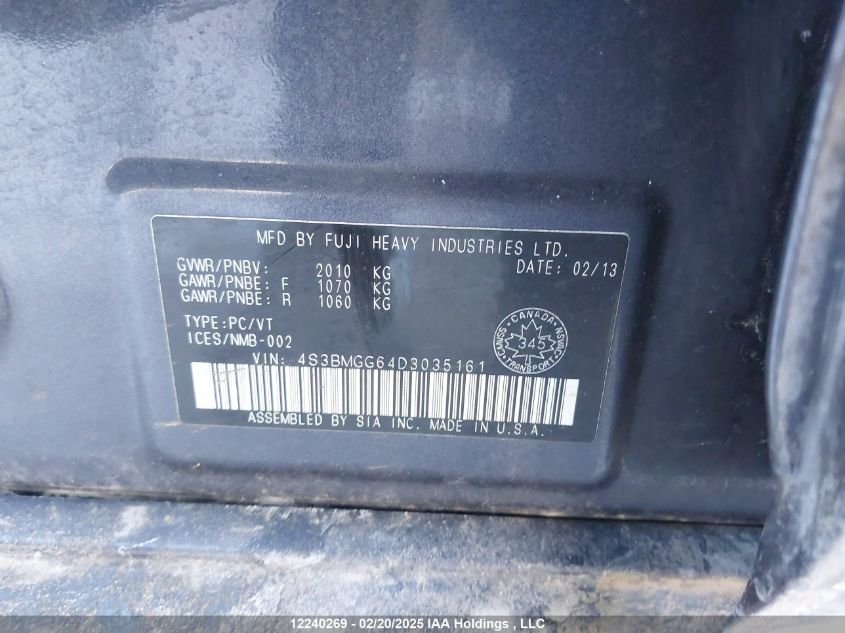 MFD BY FUJI HEAVY INDUSTRIES LTD.
GVWR/PNBV: 2010 KG DATE: 02/13
GAWR/PNBE: F 1070 KG
GAWR/PNBE: R 1060 KG
TYPE:PC/VT
ICES/NMB-002
CANADA
CMVSS 345 NSVAC
TRANSPORT
VIN: 4S3BMGG64D3035161
ASSEMBLED BY SIA INC. MADE IN U.S.A.
12240269 - 02/20/2025 IAA Holdings, LLC